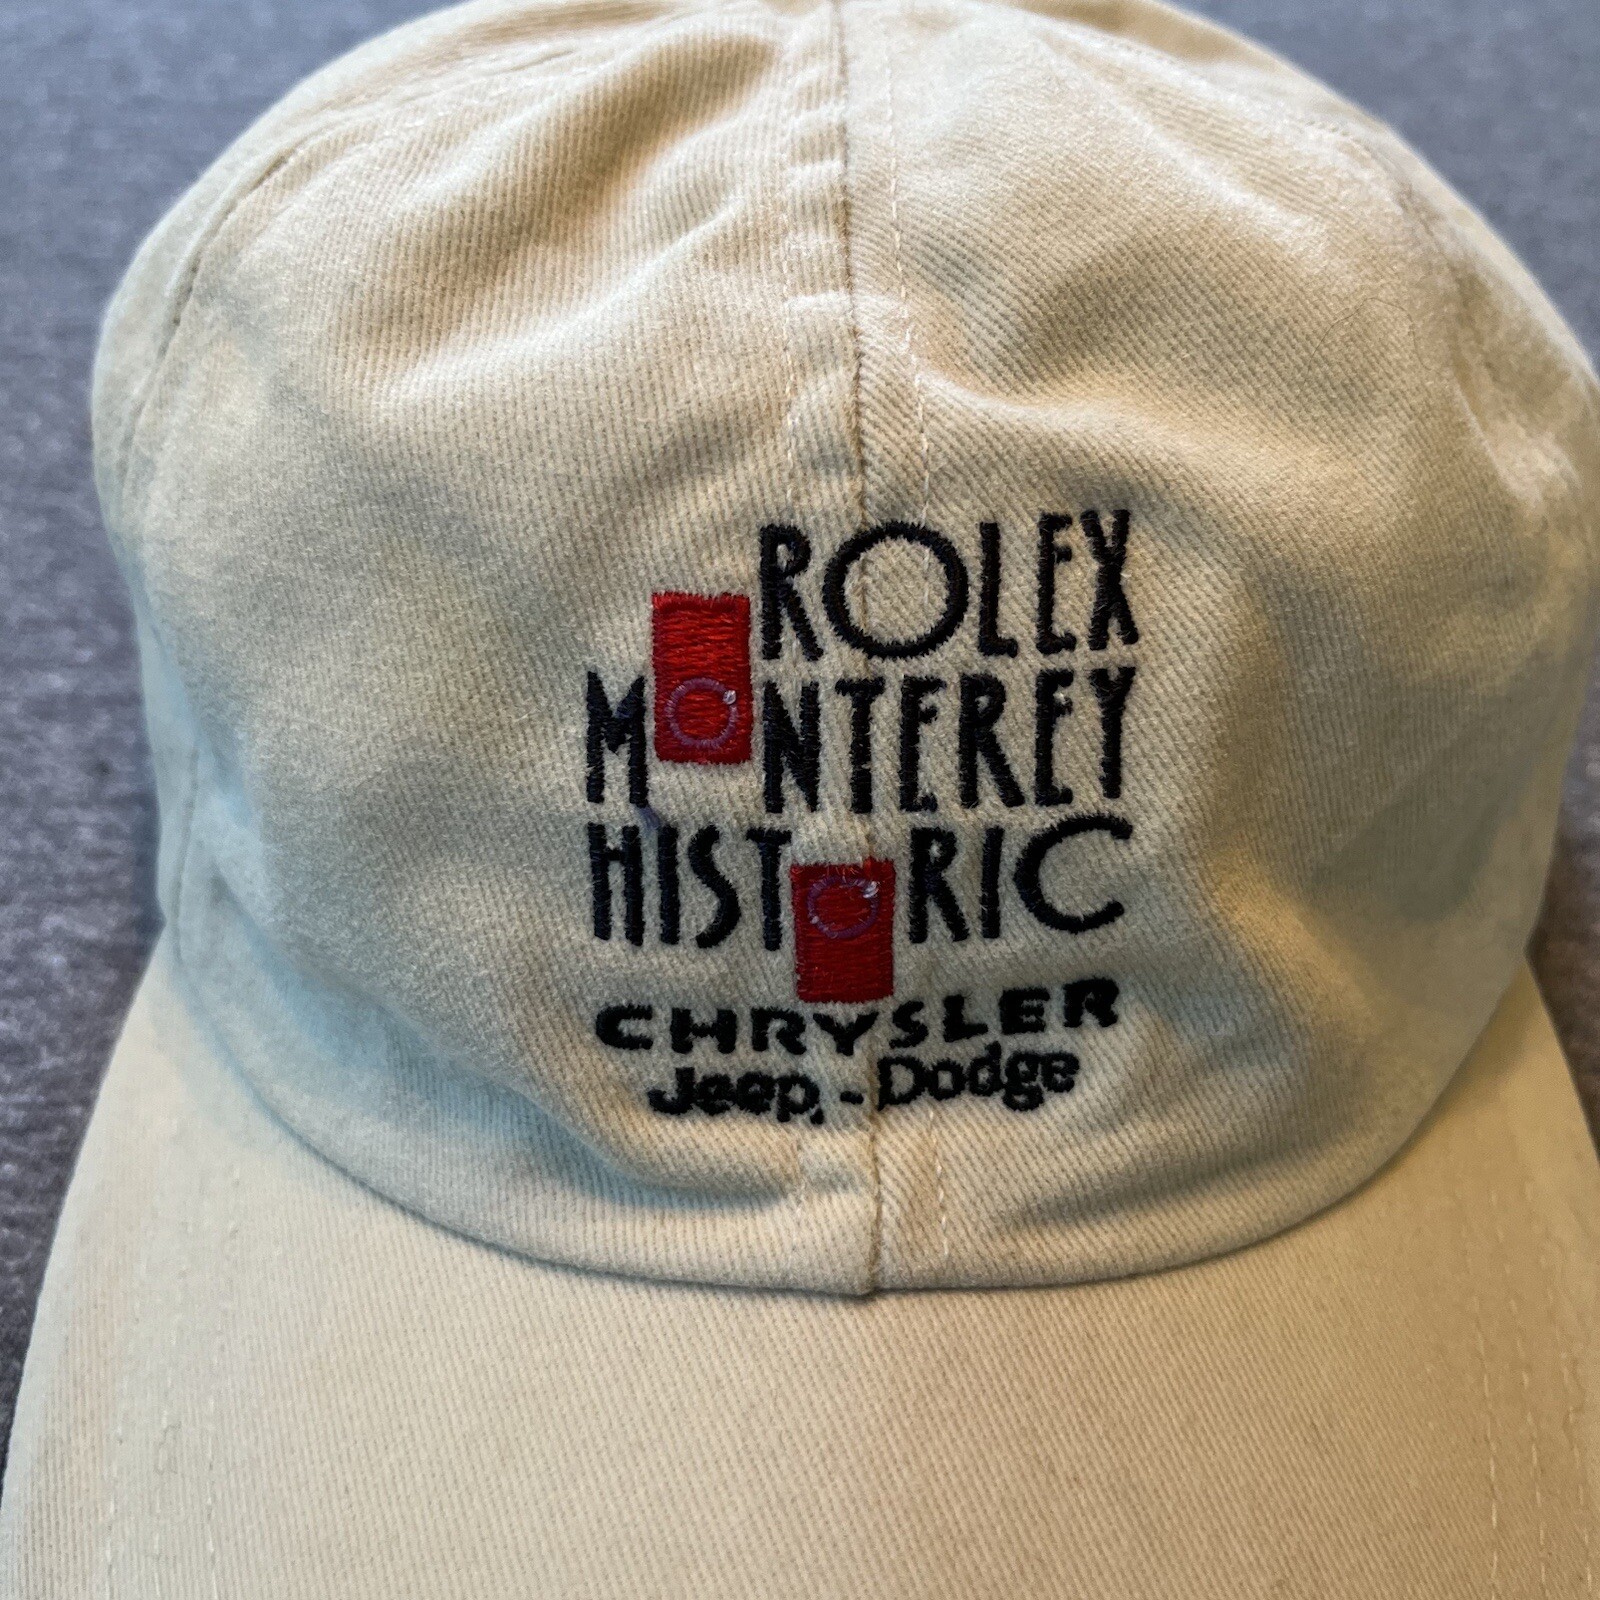 ROLEX
MONTEREY
HISTORIC
CHRYSLER
Jeep, - Dodge